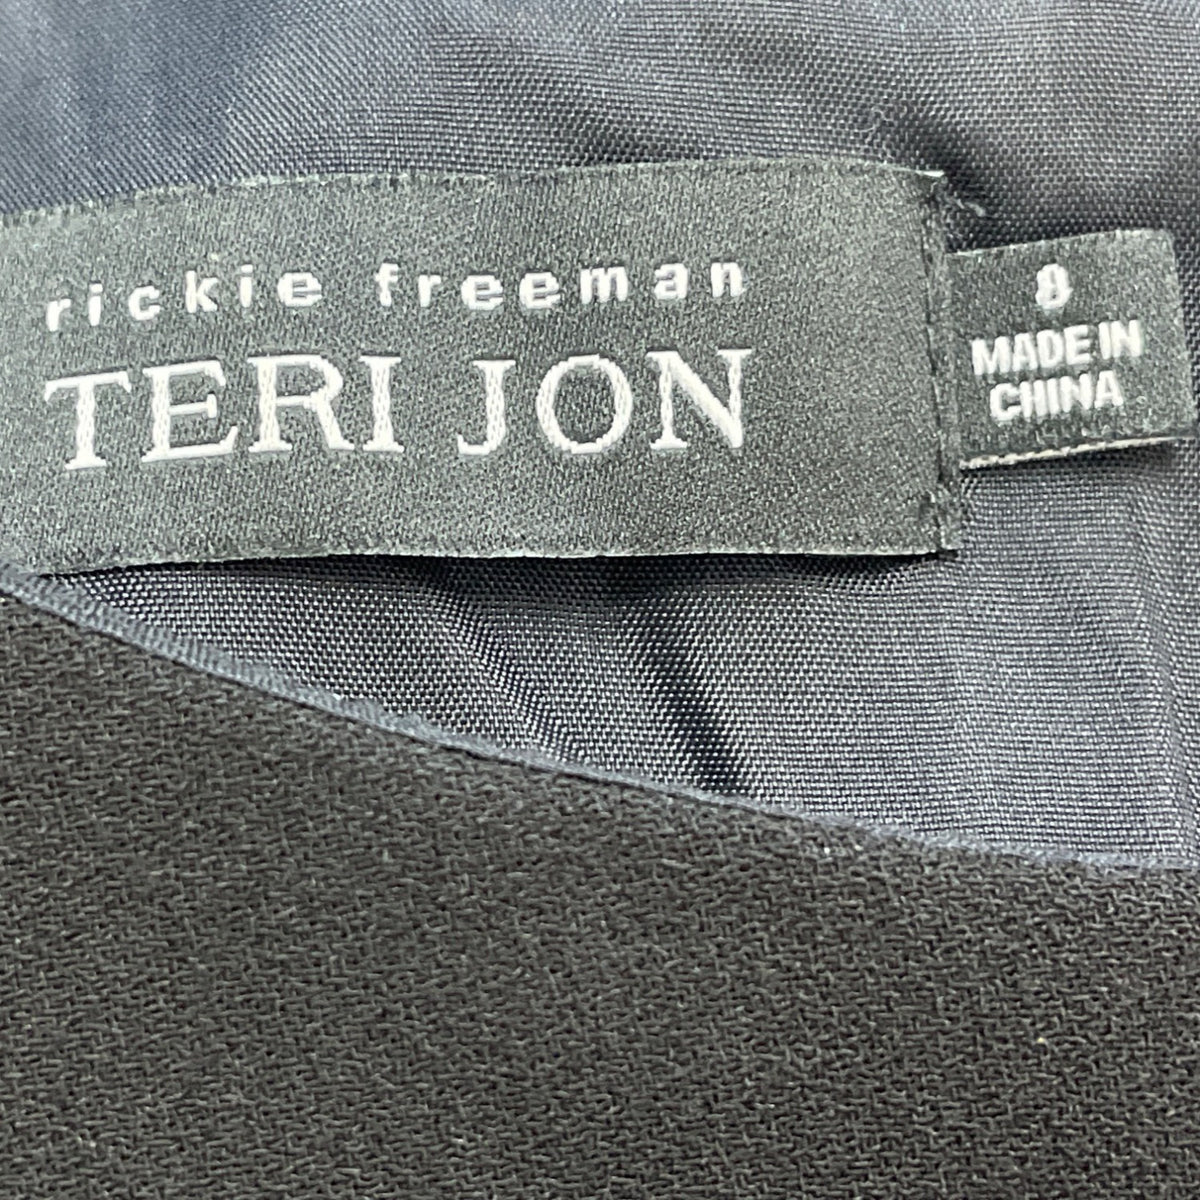 rickie freeman
TERI JON
8
MADE IN
CHINA